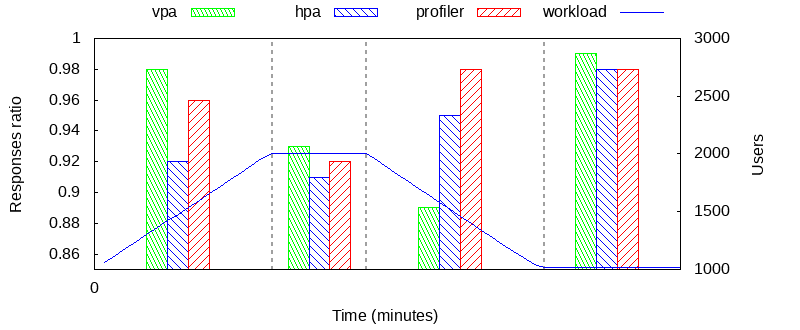 vpa hpa profiler workload
1 3000
0.98
0.96 2500
0.94
0.92 2000
0.9
0.88 1500
0.86
1000
0
Responses ratio
Users
Time (minutes)